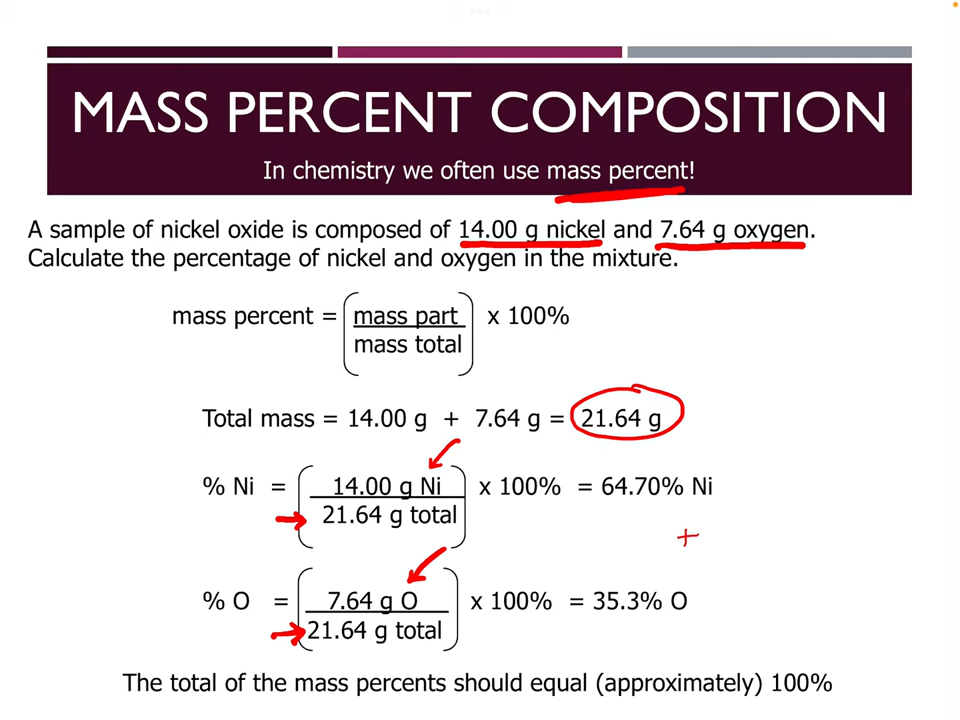 MASS PERCENT COMPOSITION
In chemistry we often use mass percent!
A sample of nickel oxide is composed of 14.00 g nickel and 7.64 g oxygen.
Calculate the percentage of nickel and oxygen in the mixture.
mass percent = mass part x 100%
mass total
Total mass = 14.00 g + 7.64 g = 21.64 g
% Ni = 14.00 g Ni x 100% = 64.70% Ni
21.64 g total
+
% O = 7.64 g O x 100% = 35.3% O
21.64 g total
The total of the mass percents should equal (approximately) 100%